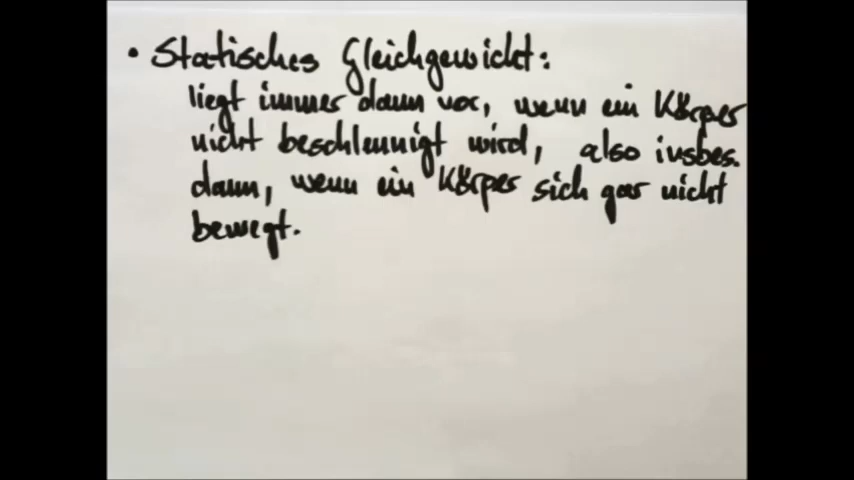 • Statisches Gleichgewicht:
liegt immer dann vor, wenn ein Körper
nicht beschleunigt wird, also insbes.
dann, wenn ein Körper sich gar nicht
bewegt.